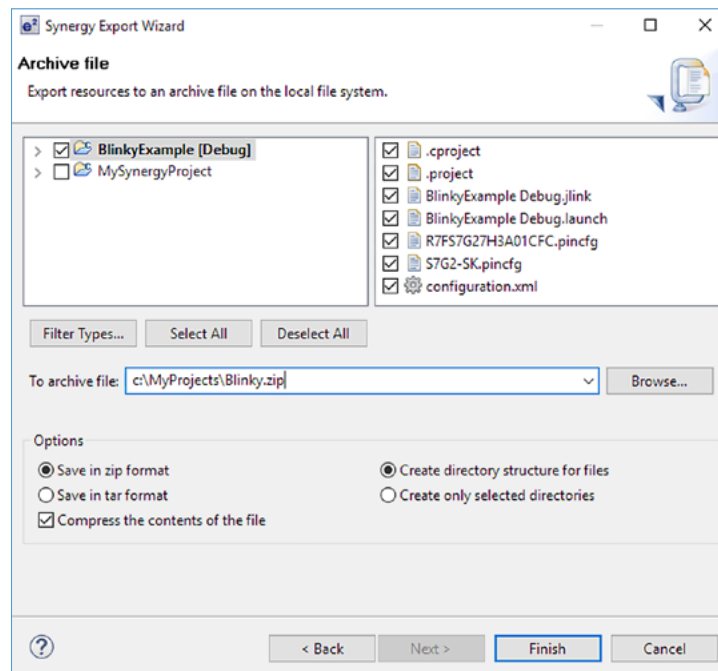 e² Synergy Export Wizard
Archive file
Export resources to an archive file on the local file system.
BlinkyExample [Debug]
MySynergyProject
.cproject
.project
BlinkyExample Debug.jlink
BlinkyExample Debug.launch
R7FS7G27H3A01CFC.pincfg
S7G2-SK.pincfg
configuration.xml
Filter Types... Select All Deselect All
To archive file: c:\MyProjects\Blinky.zip Browse...
Options
Save in zip format Create directory structure for files
Save in tar format Create only selected directories
Compress the contents of the file
? < Back Next > Finish Cancel